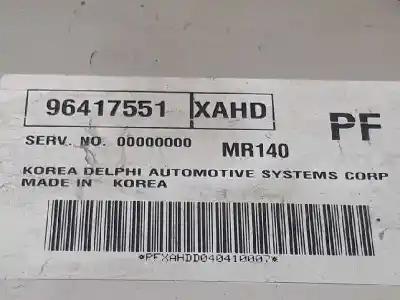 96417551 XAHD
PF
SERV. NO. 00000000 MR140
KOREA DELPHI AUTOMOTIVE SYSTEMS CORP
MADE IN KOREA
*PFXAHDD040410007*